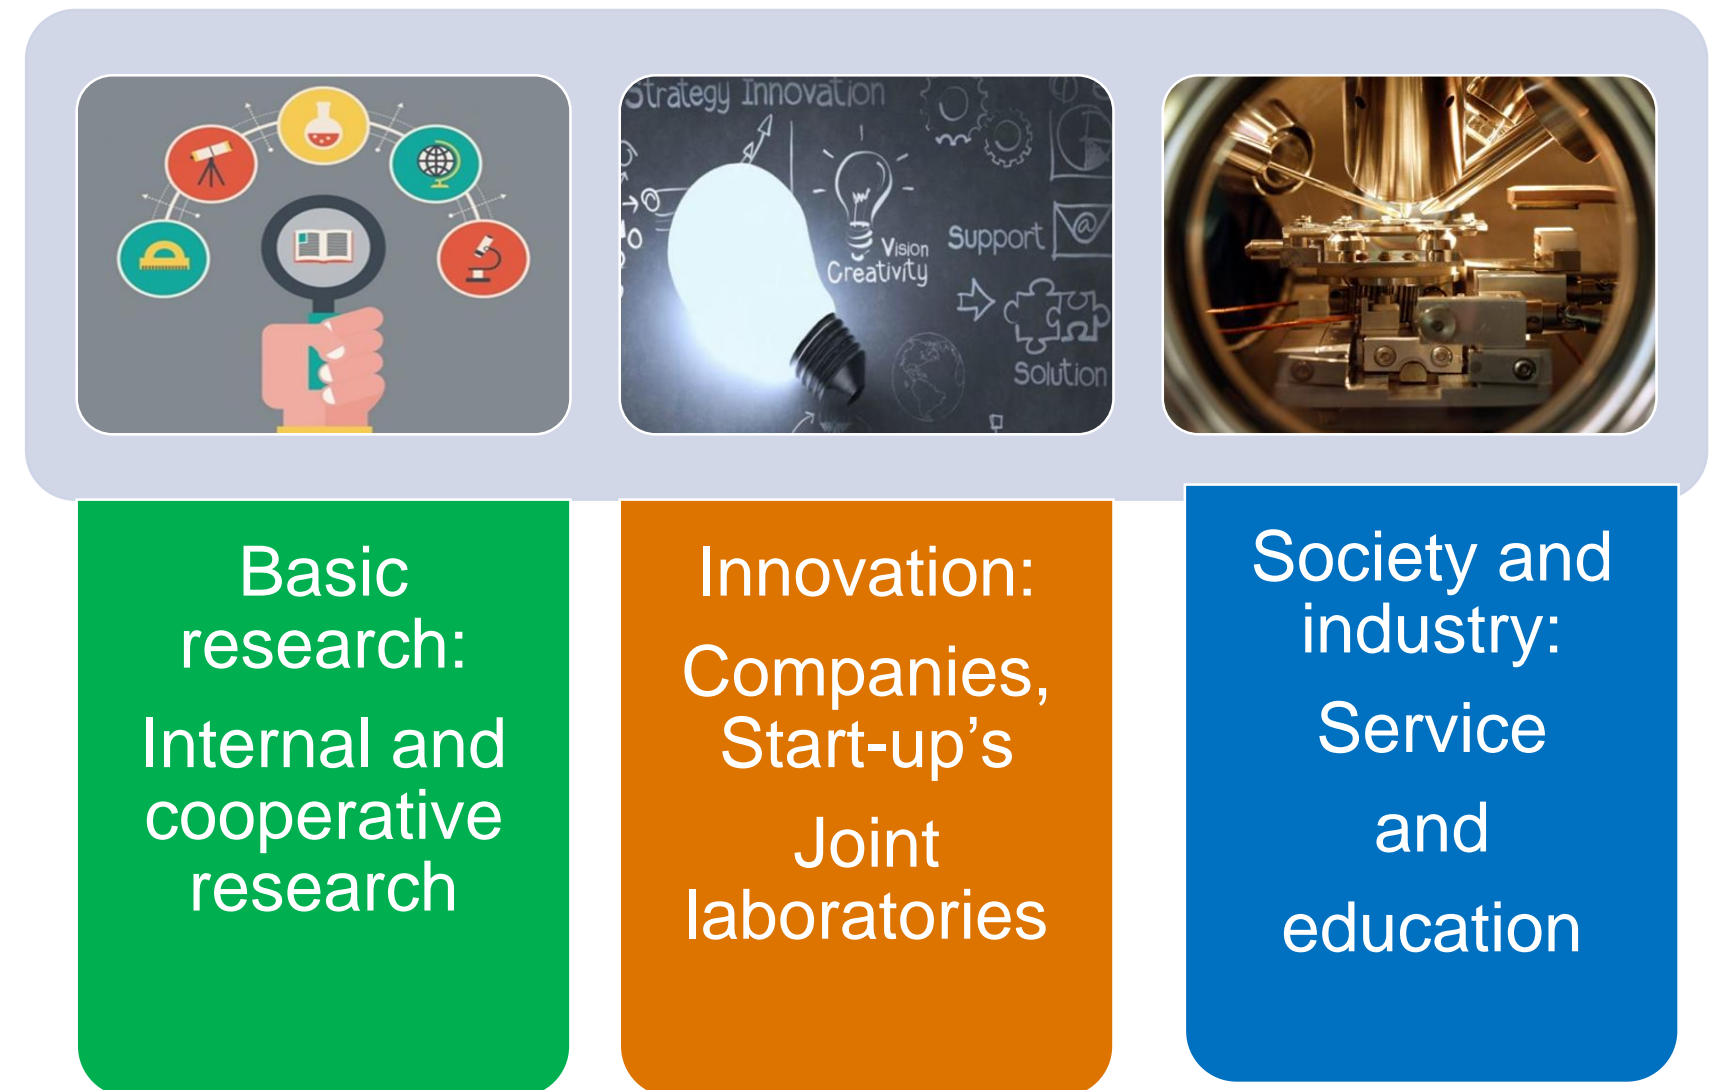 Strategy Innovation
Vision
Creativity
Support
@
Solution
Basic
research:
Internal and
cooperative
research
Innovation:
Companies,
Start-up’s
Joint
laboratories
Society and
industry:
Service
and
education